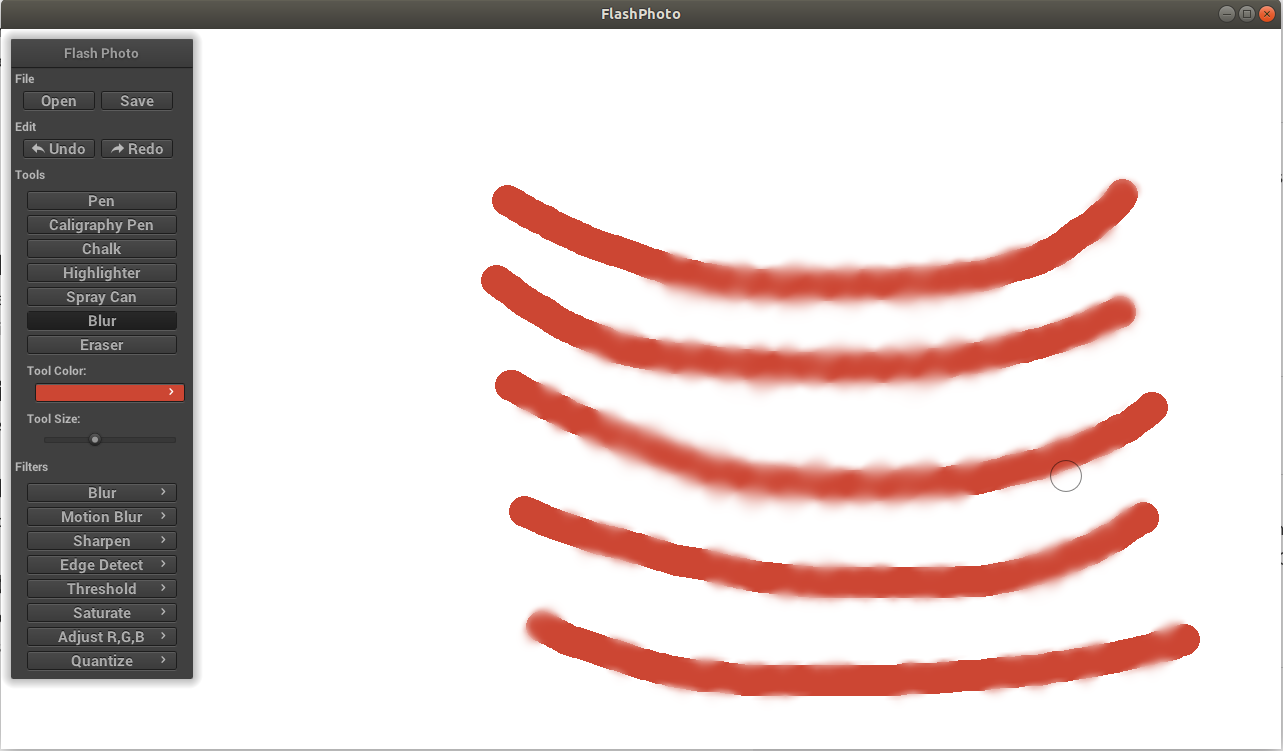 FlashPhoto
Flash Photo
File
Open Save
Edit
Undo Redo
Tools
Pen
Caligraphy Pen
Chalk
Highlighter
Spray Can
Blur
Eraser
Tool Color:
Tool Size:
Filters
Blur
Motion Blur
Sharpen
Edge Detect
Threshold
Saturate
Adjust R,G,B
Quantize